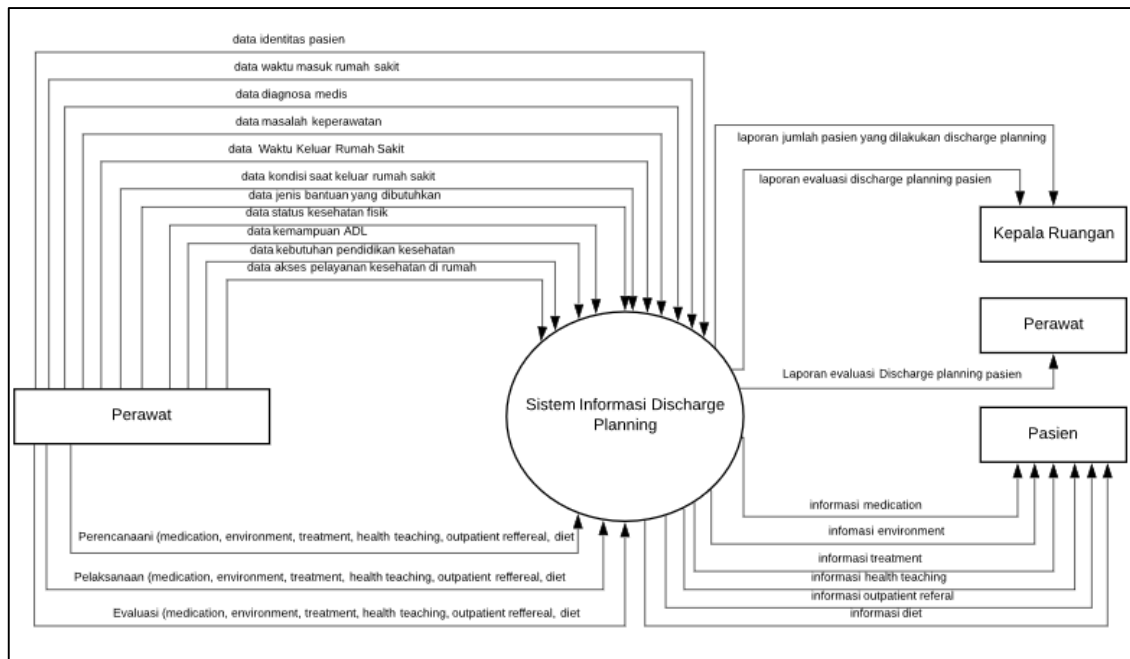 data identitas pasien
data waktu masuk rumah sakit
data diagnosa medis
data masalah keperawatan
data Waktu Keluar Rumah Sakit
data kondisi saat keluar rumah sakit
data jenis bantuan yang dibutuhkan
data status kesehatan fisik
data kemampuan ADL
data kebutuhan pendidikan kesehatan
data akses pelayanan kesehatan di rumah
Perawat
Perencanaani (medication, environment, treatment, health teaching, outpatient reffereal, diet
Pelaksanaan (medication, environment, treatment, health teaching, outpatient reffereal, diet
Evaluasi (medication, environment, treatment, health teaching, outpatient reffereal, diet
Sistem Informasi Discharge
Planning
laporan jumlah pasien yang dilakukan discharge planning
laporan evaluasi discharge planning pasien
Kepala Ruangan
Perawat
Laporan evaluasi Discharge planning pasien
Pasien
informasi medication
infomasi environment
informasi treatment
informasi health teaching
informasi outpatient referal
informasi diet